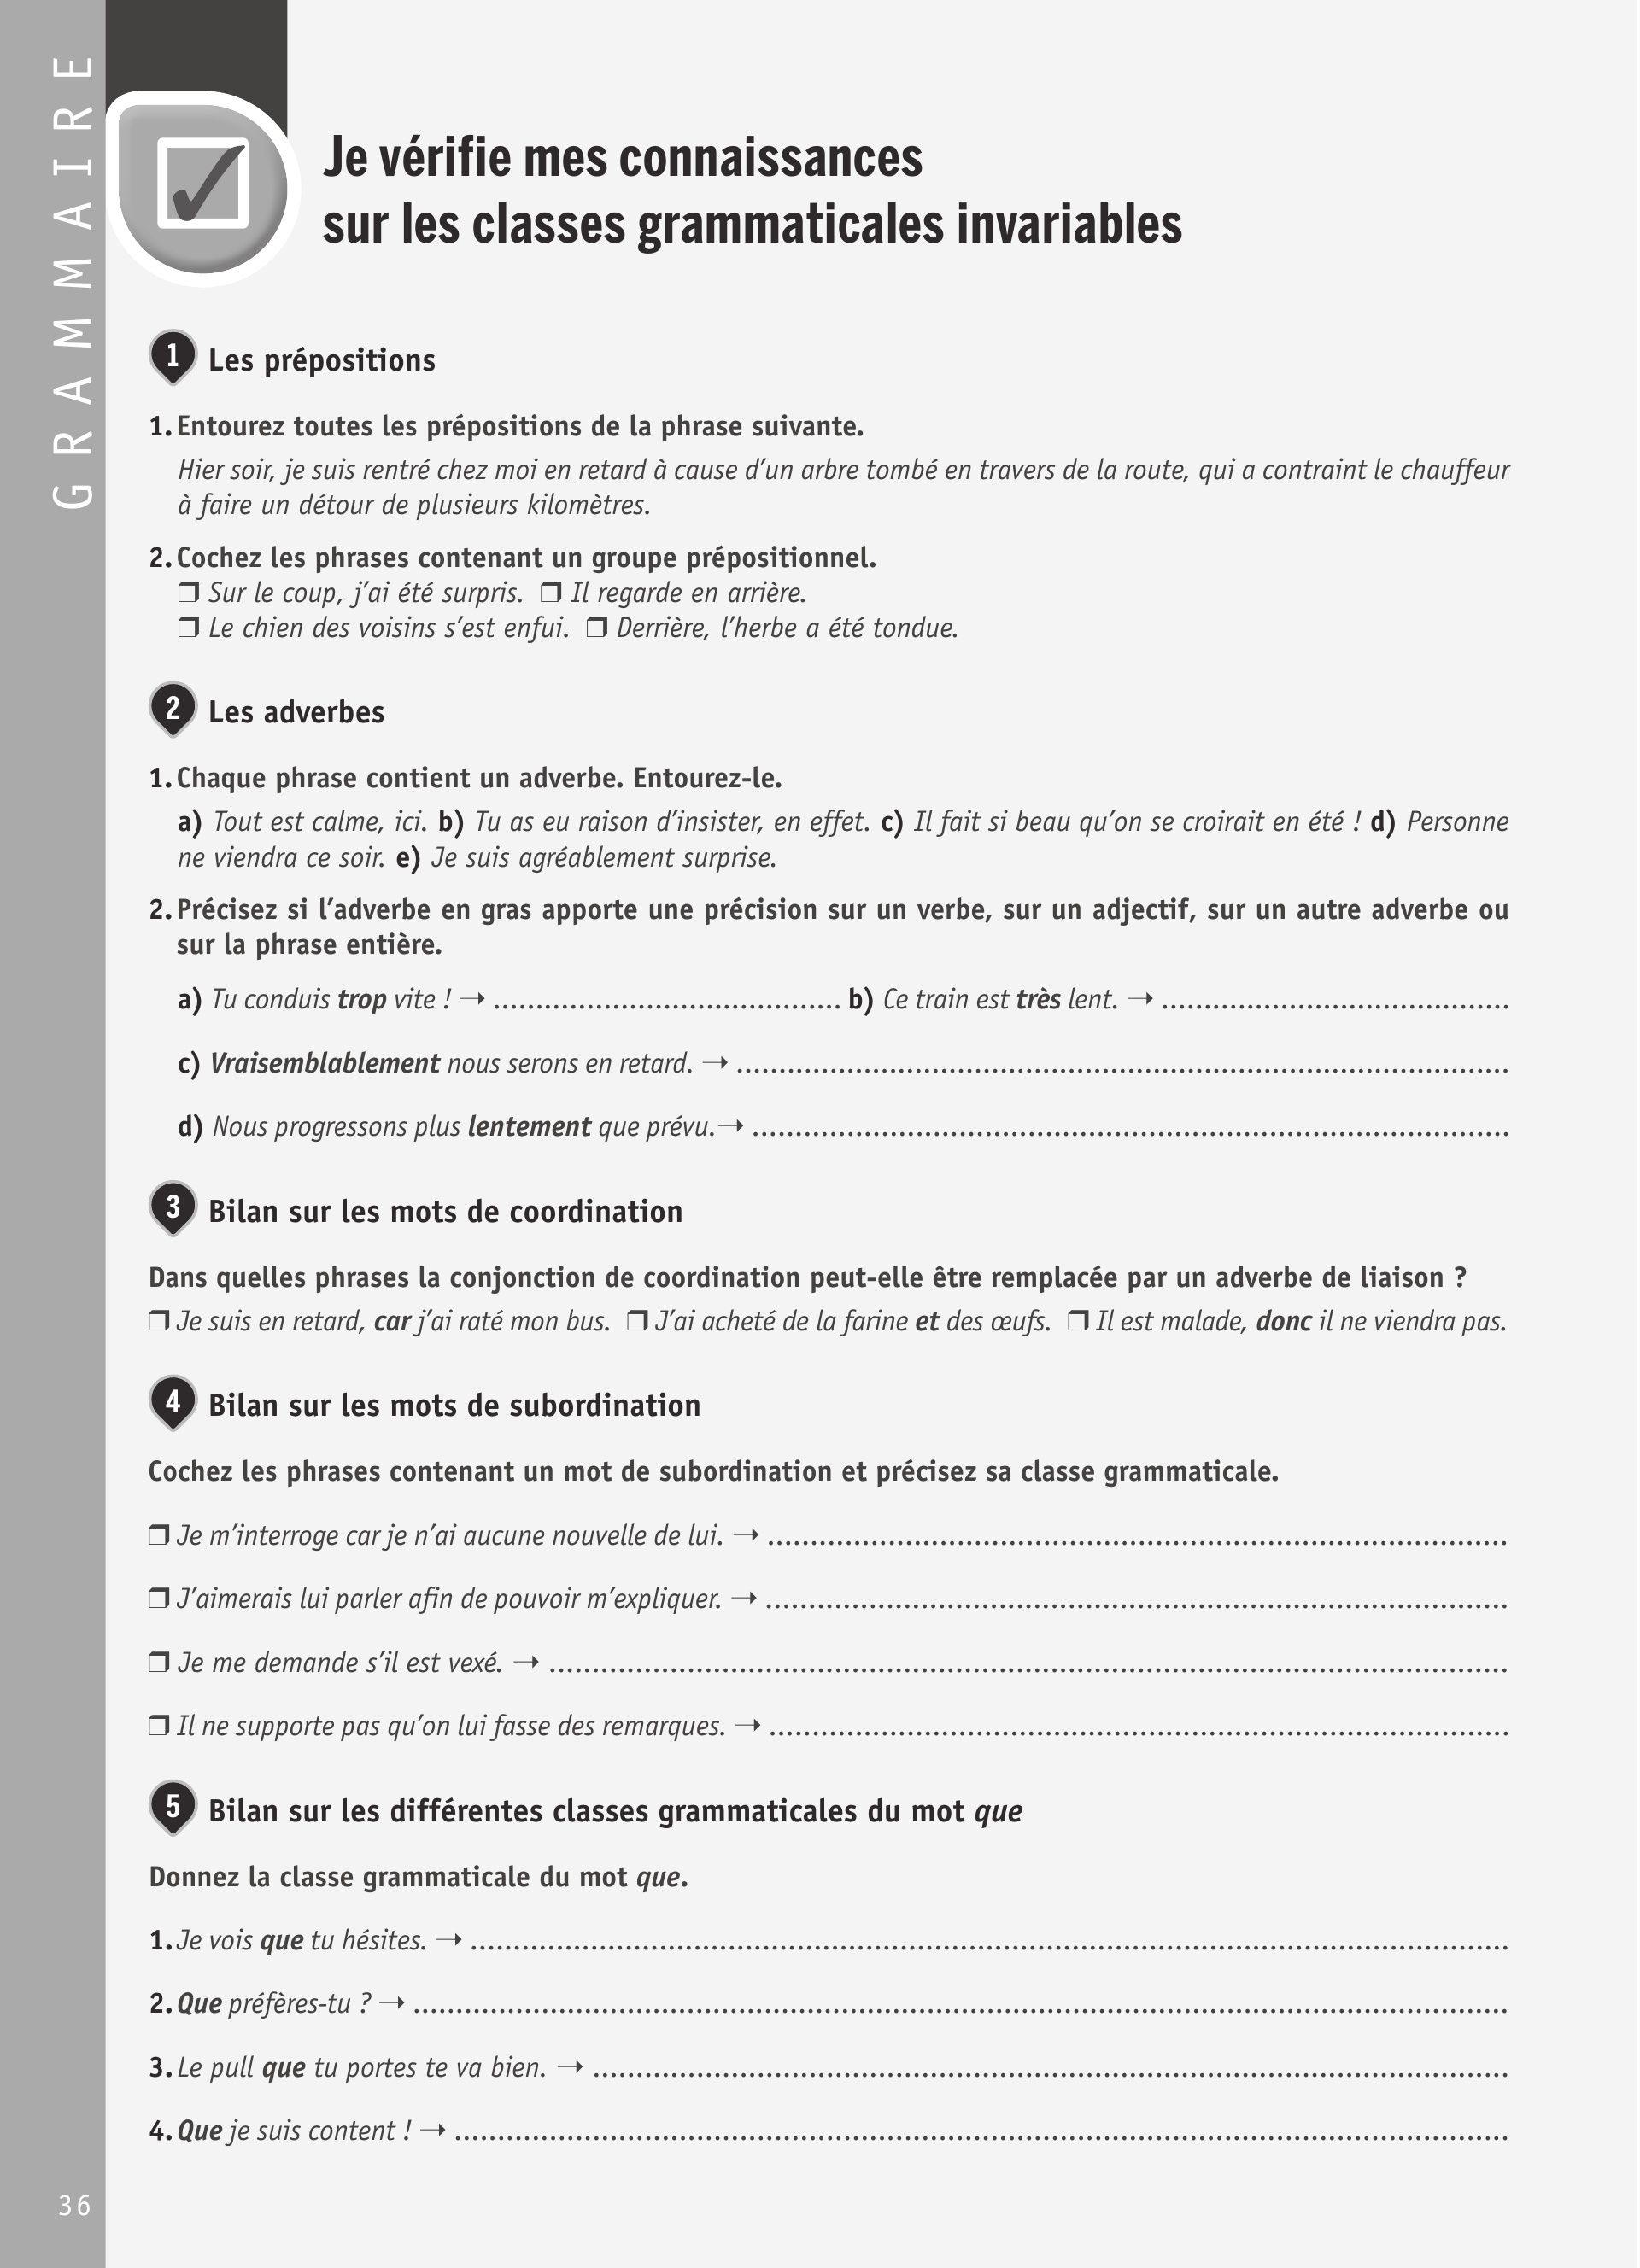 GRAMMAIRE
Je vérifie mes connaissances
sur les classes grammaticales invariables
1 Les prépositions
1. Entourez toutes les prépositions de la phrase suivante.
Hier soir, je suis rentré chez moi en retard à cause d’un arbre tombé en travers de la route, qui a contraint le chauffeur
à faire un détour de plusieurs kilomètres.
2. Cochez les phrases contenant un groupe prépositionnel.
❒ Sur le coup, j’ai été surpris. ❒ Il regarde en arrière.
❒ Le chien des voisins s’est enfui. ❒ Derrière, l’herbe a été tondue.
2 Les adverbes
1. Chaque phrase contient un adverbe. Entourez-le.
a) Tout est calme, ici. b) Tu as eu raison d’insister, en effet. c) Il fait si beau qu’on se croirait en été ! d) Personne
ne viendra ce soir. e) Je suis agréablement surprise.
2. Précisez si l’adverbe en gras apporte une précision sur un verbe, sur un adjectif, sur un autre adverbe ou
sur la phrase entière.
a) Tu conduis trop vite ! → ........................................ b) Ce train est très lent. → ........................................
c) Vraisemblablement nous serons en retard. → ........................................
d) Nous progressons plus lentement que prévu.→ ........................................
3 Bilan sur les mots de coordination
Dans quelles phrases la conjonction de coordination peut-elle être remplacée par un adverbe de liaison ?
❒ Je suis en retard, car j’ai raté mon bus. ❒ J’ai acheté de la farine et des œufs. ❒ Il est malade, donc il ne viendra pas.
4 Bilan sur les mots de subordination
Cochez les phrases contenant un mot de subordination et précisez sa classe grammaticale.
❒ Je m’interroge car je n’ai aucune nouvelle de lui. → ........................................
❒ J’aimerais lui parler afin de pouvoir m’expliquer. → ........................................
❒ Je me demande s’il est vexé. → ........................................
❒ Il ne supporte pas qu’on lui fasse des remarques. → ........................................
5 Bilan sur les différentes classes grammaticales du mot que
Donnez la classe grammaticale du mot que.
1. Je vois que tu hésites. → ........................................
2. Que préfères-tu ? → ........................................
3. Le pull que tu portes te va bien. → ........................................
4. Que je suis content ! → ........................................
36